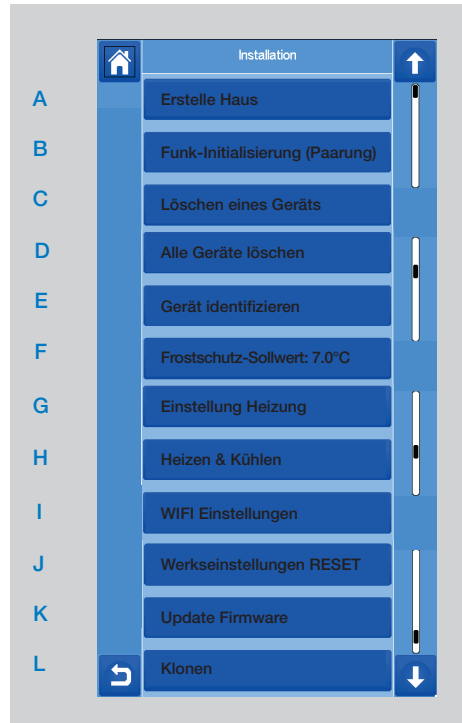 Installation
A Erstelle Haus
B Funk-Initialisierung (Paarung)
C Löschen eines Geräts
D Alle Geräte löschen
E Gerät identifizieren
F Frostschutz-Sollwert: 7.0°C
G Einstellung Heizung
H Heizen & Kühlen
I WIFI Einstellungen
J Werkseinstellungen RESET
K Update Firmware
L Klonen